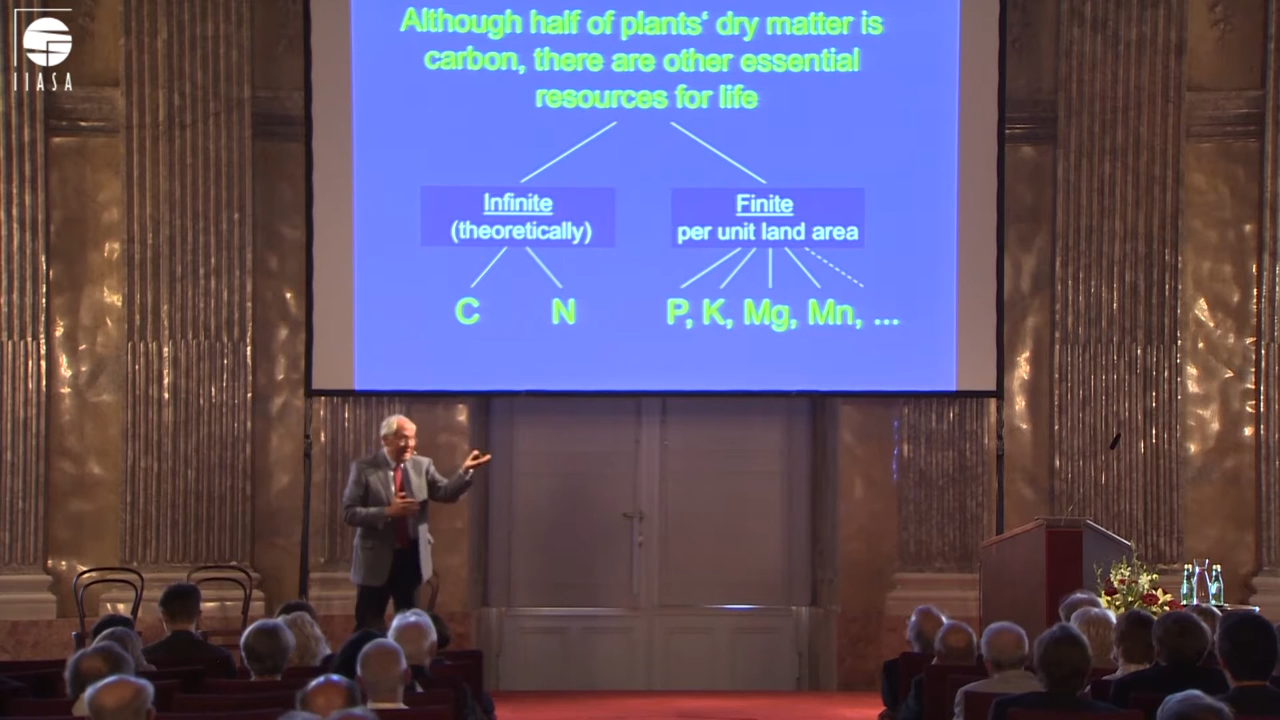 IIASA
Although half of plants‘ dry matter is
carbon, there are other essential
resources for life
Infinite
(theoretically)
Finite
per unit land area
C N
P, K, Mg, Mn, ...